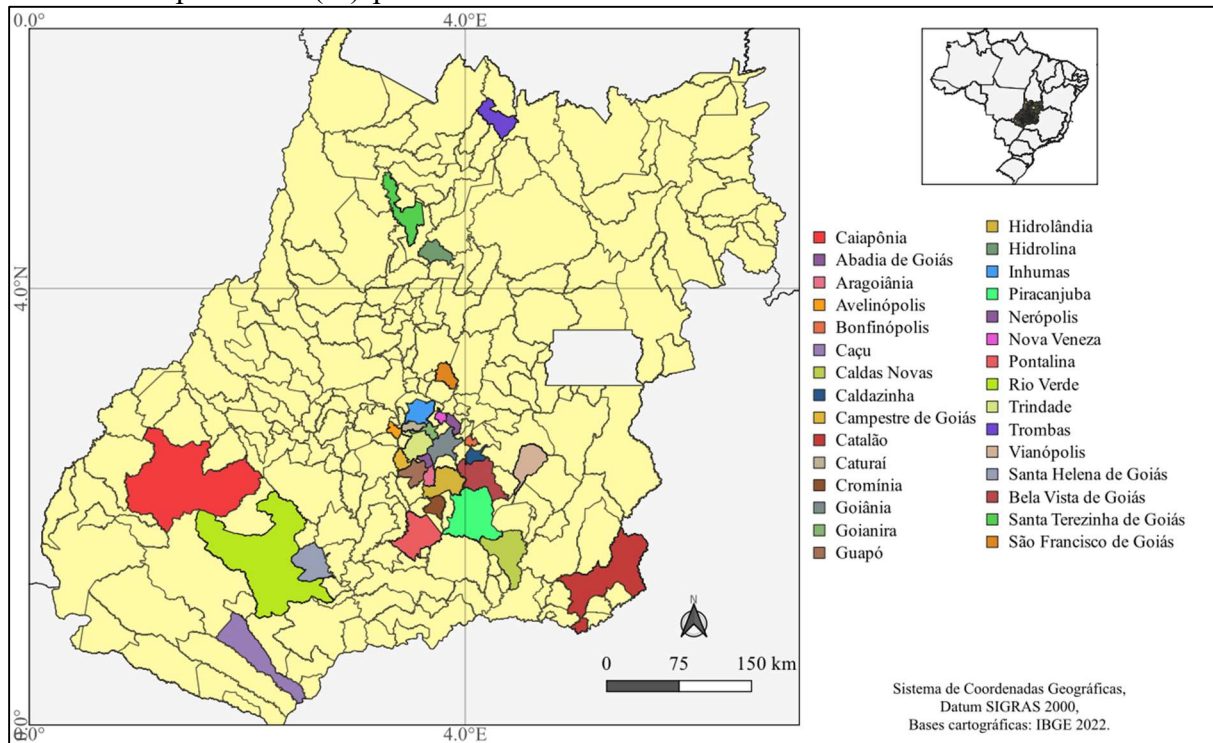 0.0°
4.0°E
4.0°N
Caiapônia
Abadia de Goiás
Aragoiânia
Avelinópolis
Bonfinópolis
Caçu
Caldas Novas
Caldazinha
Campestre de Goiás
Catalão
Caturaí
Cromínia
Goiânia
Goianira
Guapó
Hidrolândia
Hidrolina
Inhumas
Piracanjuba
Nerópolis
Nova Veneza
Pontalina
Rio Verde
Trindade
Trombas
Vianópolis
Santa Helena de Goiás
Bela Vista de Goiás
Santa Terezinha de Goiás
São Francisco de Goiás
N
0 75 150 km
Sistema de Coordenadas Geográficas,
Datum SIGRAS 2000,
Bases cartográficas: IBGE 2022.
4.0°E